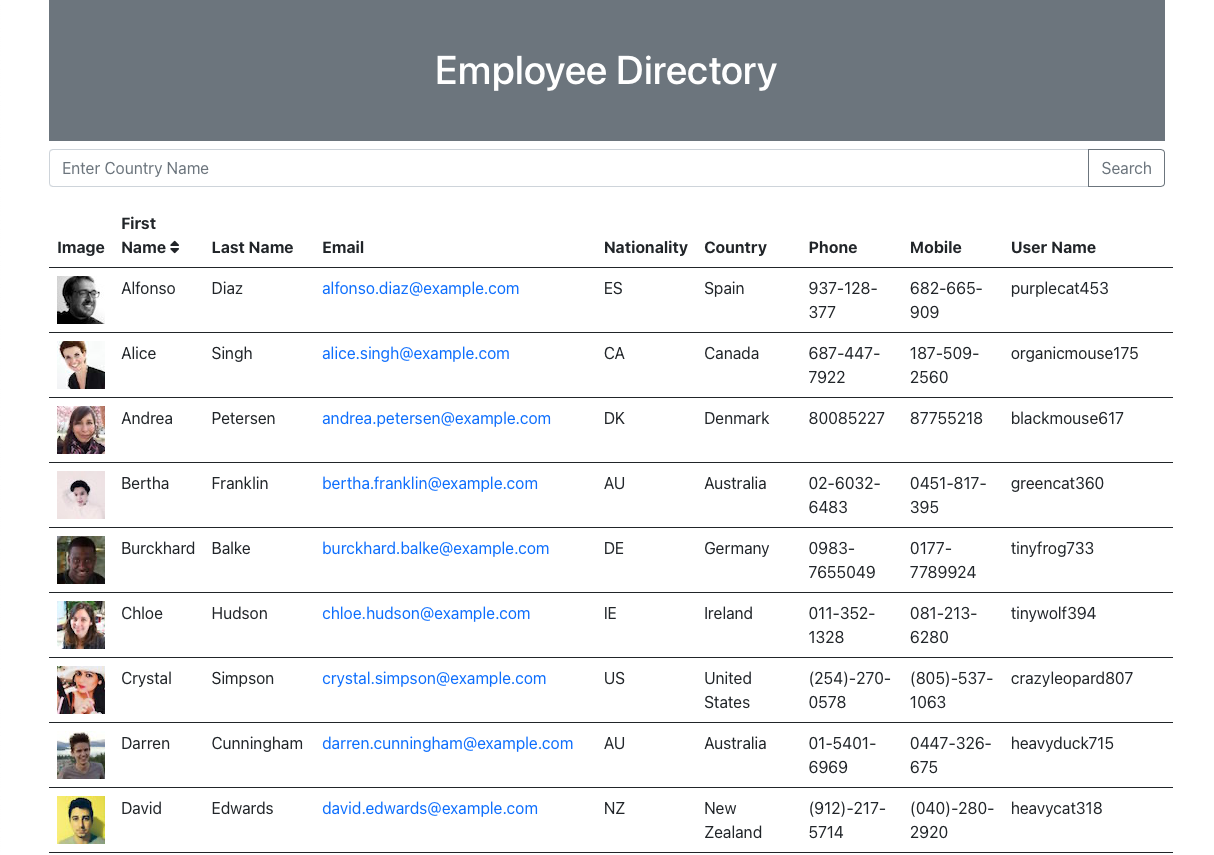 Employee Directory
Enter Country Name Search
First
Image Name Last Name Email Nationality Country Phone Mobile User Name
Alfonso Diaz alfonso.diaz@example.com ES Spain 937-128- 682-665- purplecat453
377 909
Alice Singh alice.singh@example.com CA Canada 687-447- 187-509- organicmouse175
7922 2560
Andrea Petersen andrea.petersen@example.com DK Denmark 80085227 87755218 blackmouse617
Bertha Franklin bertha.franklin@example.com AU Australia 02-6032- 0451-817- greencat360
6483 395
Burckhard Balke burckhard.balke@example.com DE Germany 0983- 0177- tinyfrog733
7655049 7789924
Chloe Hudson chloe.hudson@example.com IE Ireland 011-352- 081-213- tinywolf394
1328 6280
Crystal Simpson crystal.simpson@example.com US United (254)-270- (805)-537- crazyleopard807
States 0578 1063
Darren Cunningham darren.cunningham@example.com AU Australia 01-5401- 0447-326- heavyduck715
6969 675
David Edwards david.edwards@example.com NZ New (912)-217- (040)-280- heavycat318
Zealand 5714 2920